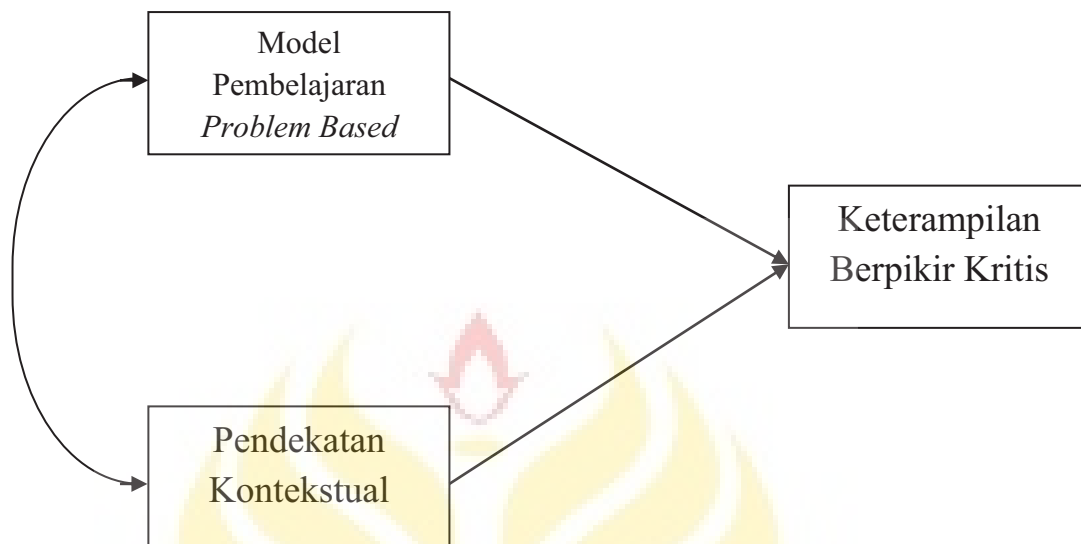 Model
Pembelajaran
Problem Based
Keterampilan
Berpikir Kritis
Pendekatan
Kontekstual